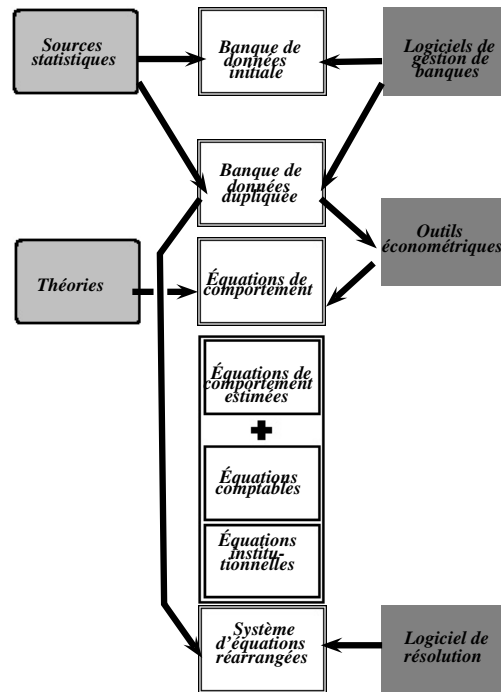 Sources
statistiques
Banque de
données
initiale
Logiciels de
gestion de
banques
Banque de
données
dupliquée
Outils
économétriques
Théories
Équations de
comportement
Équations de
comportement
estimées
Équations
comptables
Équations
institu-
tionnelles
Système
d'équations
réarrangées
Logiciel de
résolution